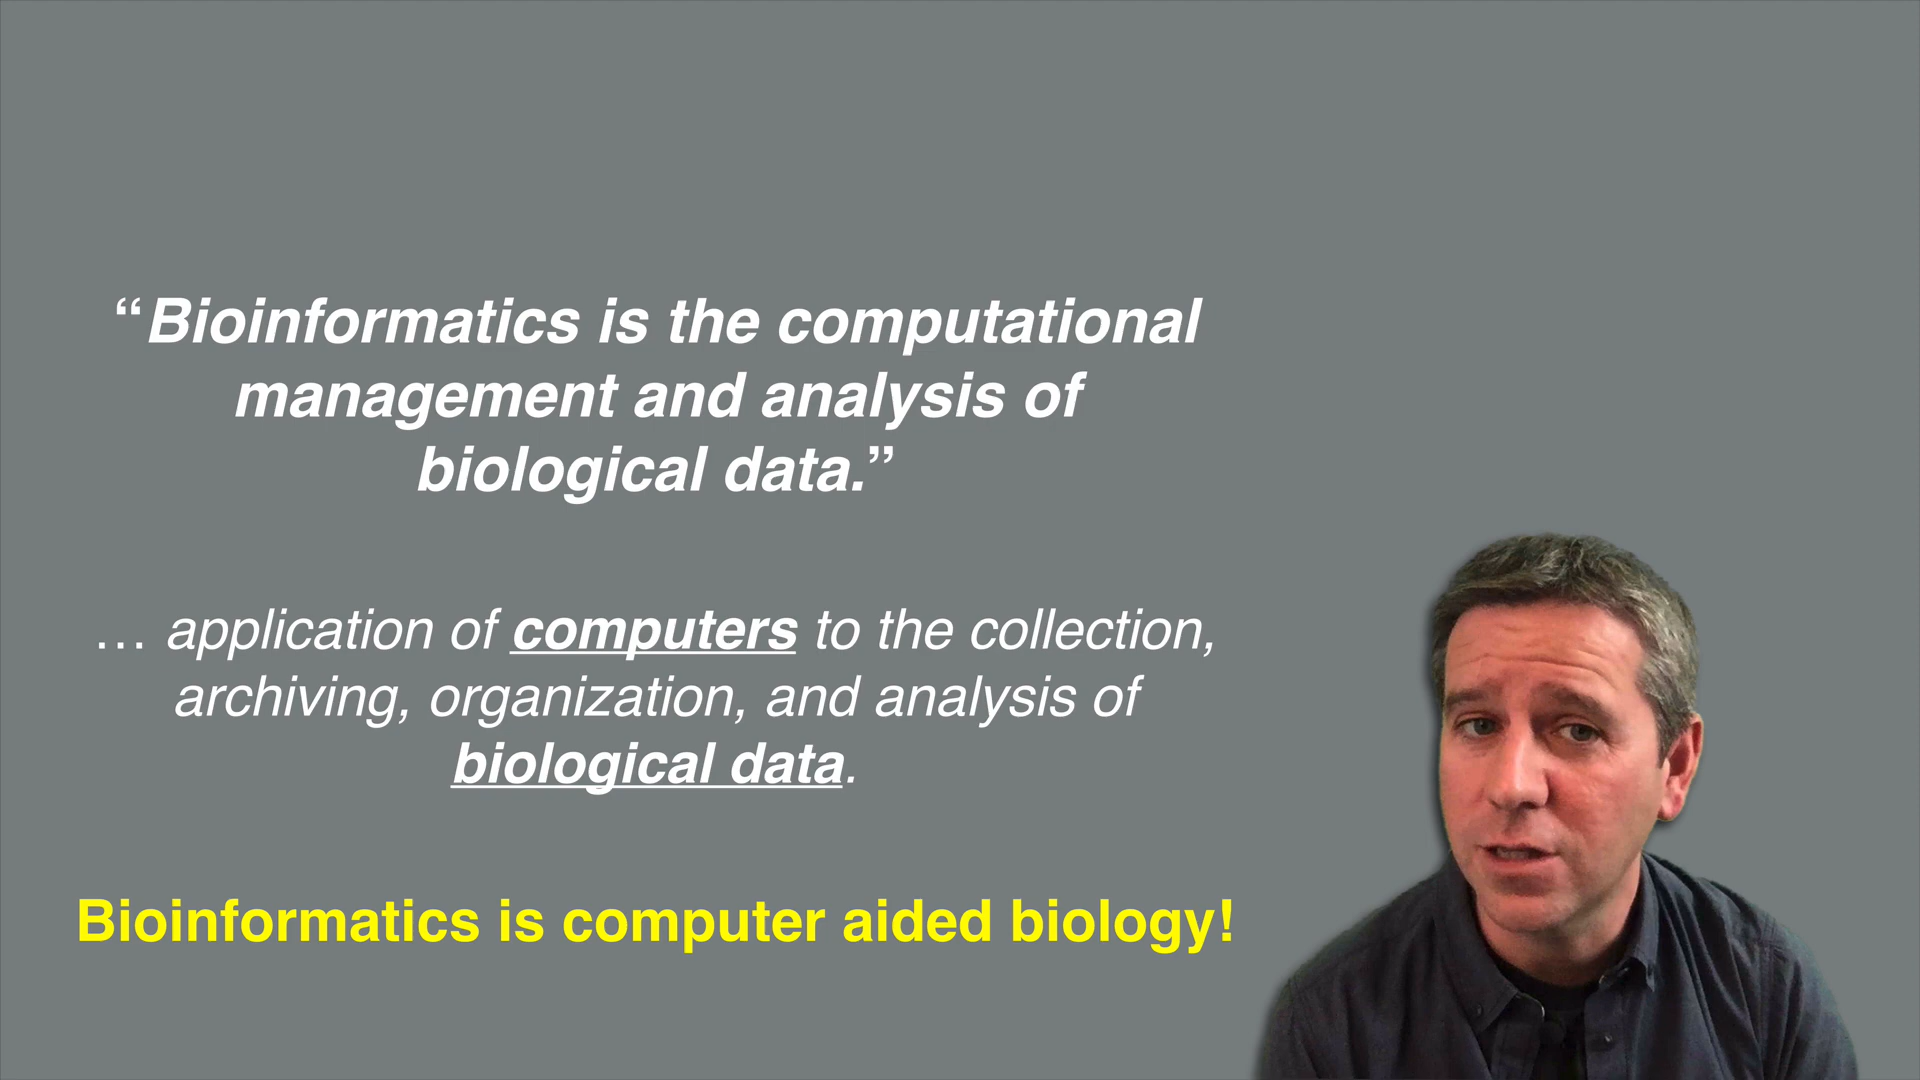 “Bioinformatics is the computational
management and analysis of
biological data.”
… application of computers to the collection,
archiving, organization, and analysis of
biological data.
Bioinformatics is computer aided biology!